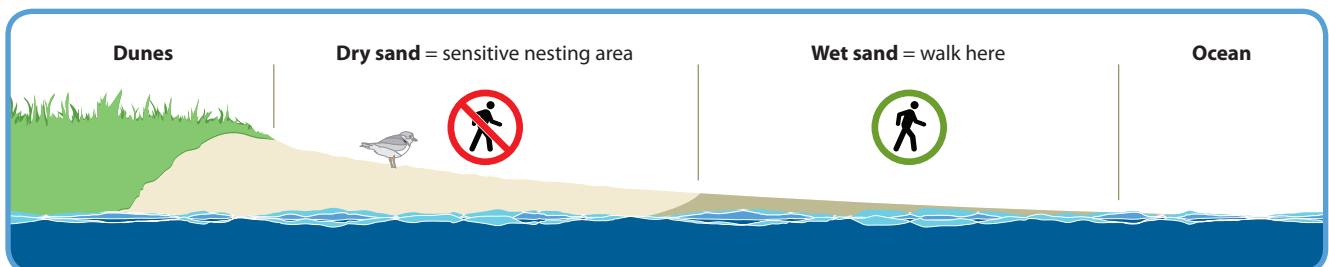 Dunes
Dry sand = sensitive nesting area
Wet sand = walk here
Ocean